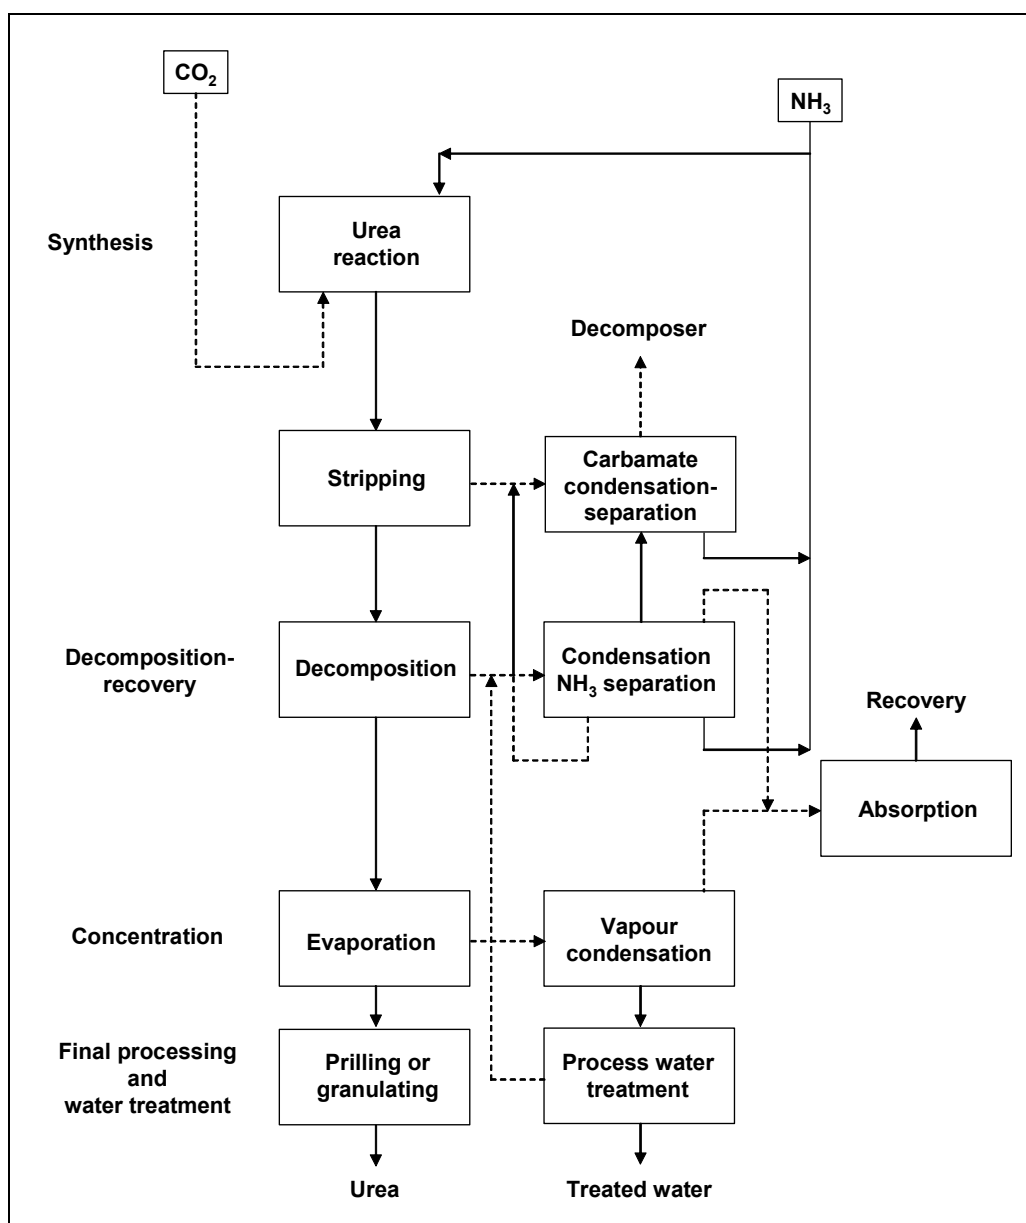 CO₂
NH₃
Urea
reaction
Synthesis
Decomposer
Stripping
Carbamate
condensation-
separation
Decomposition-
recovery
Decomposition
Condensation
NH₃ separation
Recovery
Absorption
Concentration
Evaporation
Vapour
condensation
Final processing
and
water treatment
Prilling or
granulating
Process water
treatment
Urea
Treated water